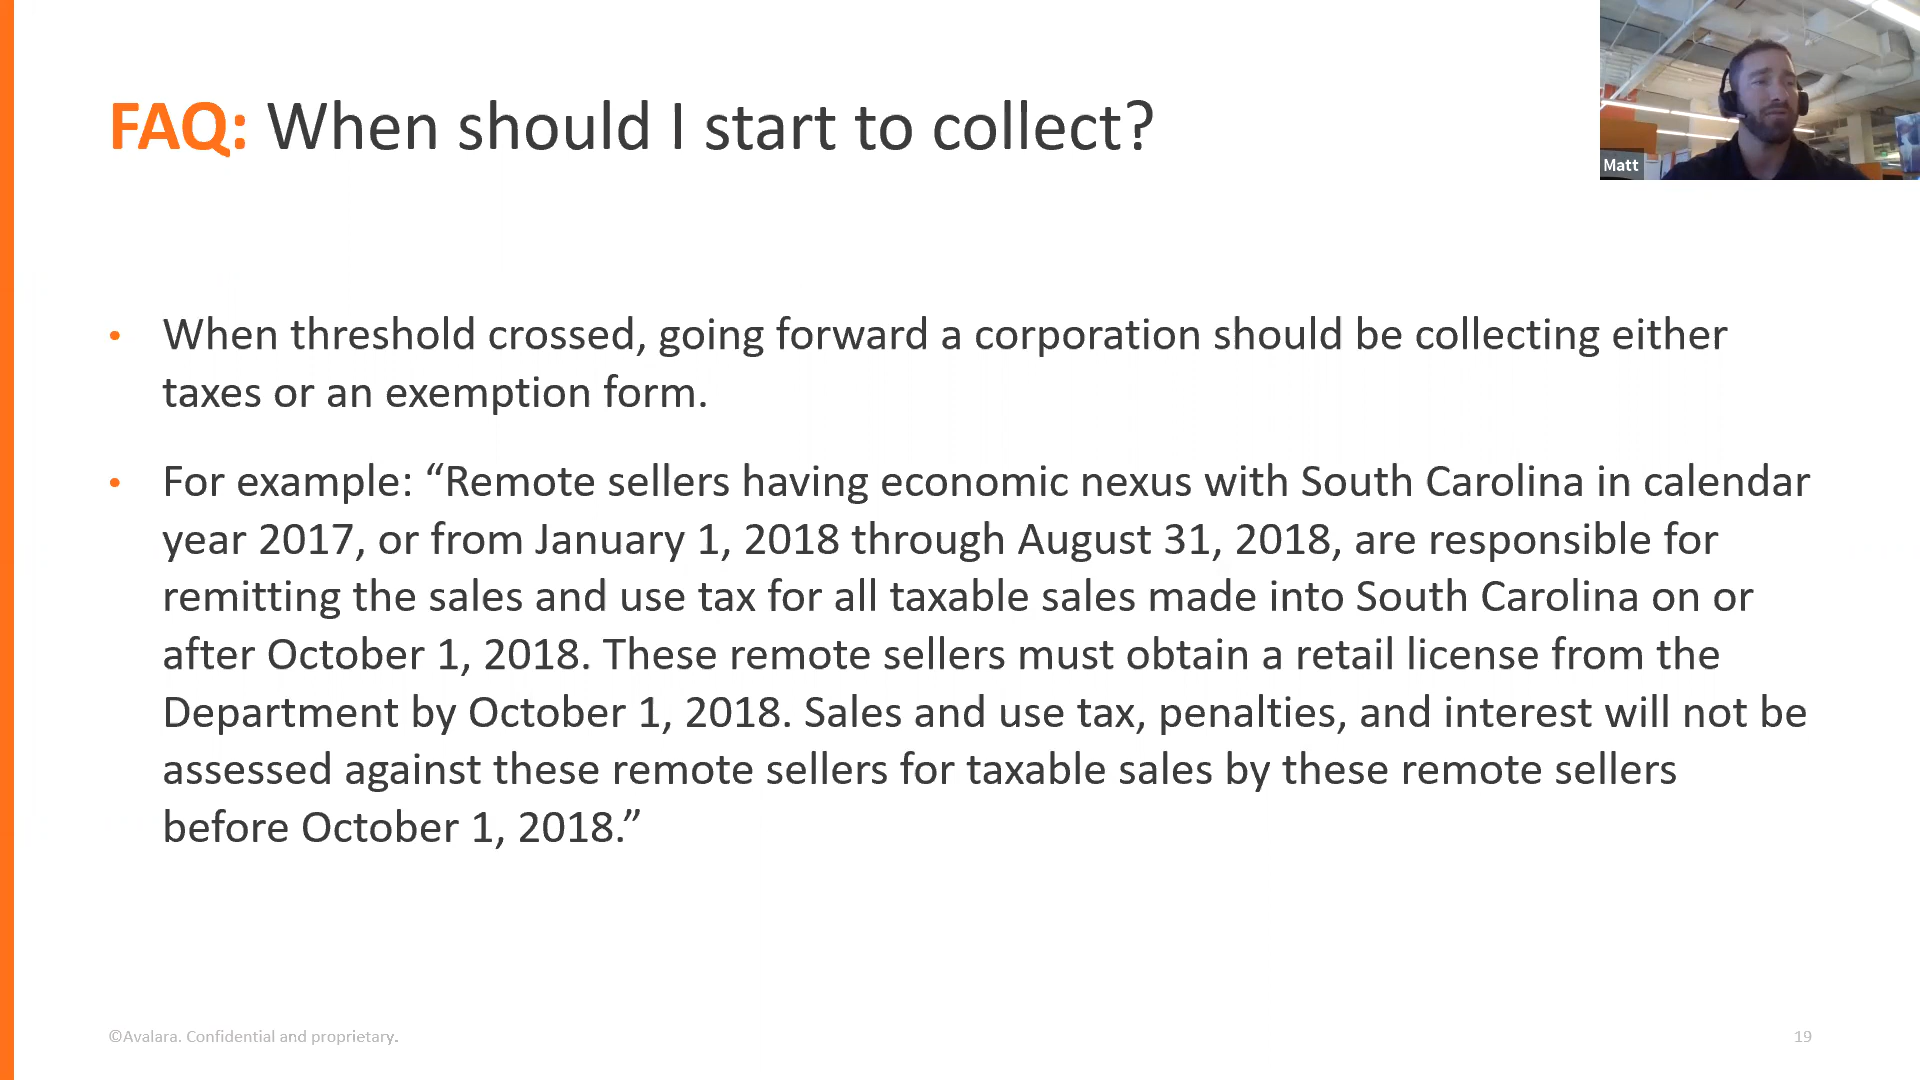 FAQ: When should I start to collect?
Matt
• When threshold crossed, going forward a corporation should be collecting either
taxes or an exemption form.
• For example: “Remote sellers having economic nexus with South Carolina in calendar
year 2017, or from January 1, 2018 through August 31, 2018, are responsible for
remitting the sales and use tax for all taxable sales made into South Carolina on or
after October 1, 2018. These remote sellers must obtain a retail license from the
Department by October 1, 2018. Sales and use tax, penalties, and interest will not be
assessed against these remote sellers for taxable sales by these remote sellers
before October 1, 2018.”
©Avalara. Confidential and proprietary.
19